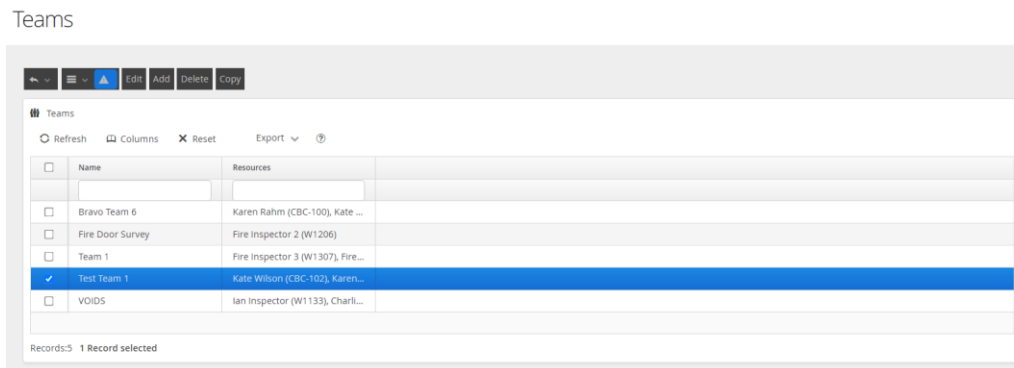 Teams
Edit Add Delete Copy
Teams
Refresh Columns Reset Export
Name Resources
Bravo Team 6 Karen Rahm (CBC-100), Kate ...
Fire Door Survey Fire Inspector 2 (W1206)
Team 1 Fire Inspector 3 (W1307), Fire...
Test Team 1 Kate Wilson (CBC-102), Karen...
VOIDS Ian Inspector (W1133), Charli...
Records:5 1 Record selected